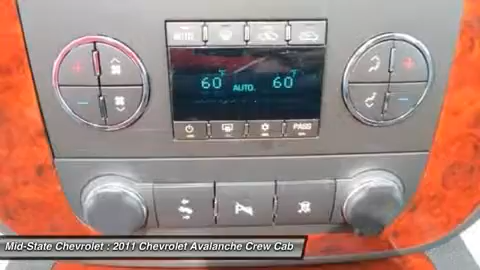 AUTO
60°F AUTO. 60°F
PASS
Mid-State Chevrolet : 2011 Chevrolet Avalanche Crew Cab